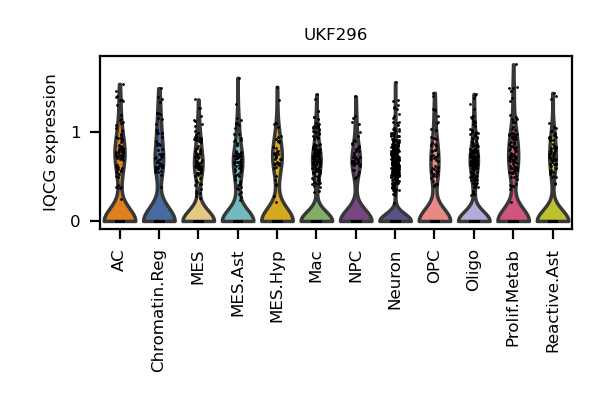 UKF296
IQCG expression
1
0
AC
Chromatin.Reg
MES
MES.Ast
MES.Hyp
Mac
NPC
Neuron
OPC
Oligo
Prolif.Metab
Reactive.Ast